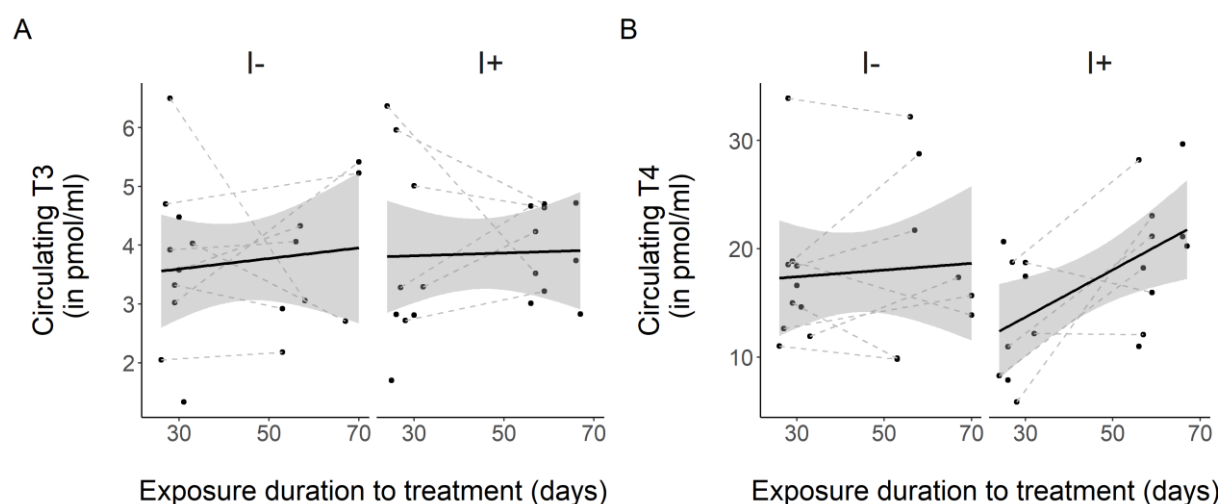 A
B
I-
I+
I-
I+
Circulating T3
(in pmol/ml)
6
5
4
3
2
30
50
70
30
50
70
Exposure duration to treatment (days)
Circulating T4
(in pmol/ml)
30
20
10
30
50
70
30
50
70
Exposure duration to treatment (days)